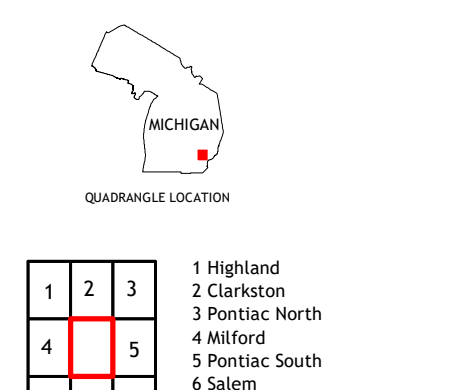 MICHIGAN
QUADRANGLE LOCATION
1 2 3
4 5
1 Highland
2 Clarkston
3 Pontiac North
4 Milford
5 Pontiac South
6 Salem